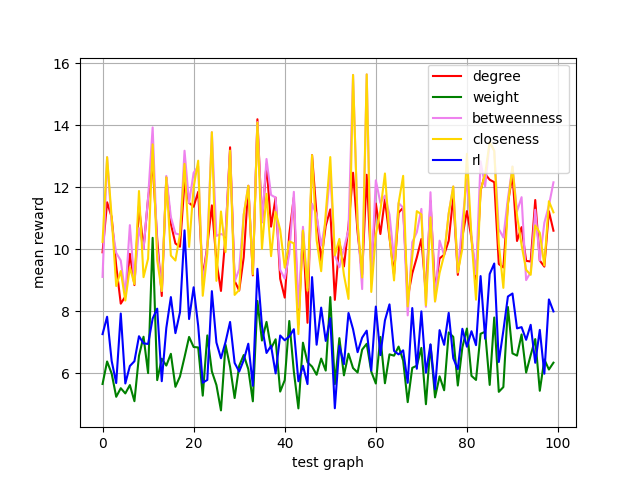 16
14
12
10
8
6
mean reward
0 20 40 60 80 100
test graph
degree
weight
betweenness
closeness
rl